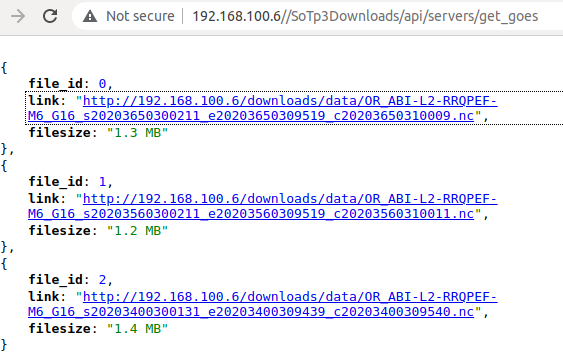 Not secure | 192.168.100.6//SoTp3Downloads/api/servers/get_goes
{
file_id: 0,
link: "http://192.168.100.6/downloads/data/OR_ABI-L2-RRQPEF-
M6_G16_s20203650300211_e20203650309519_c20203650310009.nc",
filesize: "1.3 MB"
},
{
file_id: 1,
link: "http://192.168.100.6/downloads/data/OR_ABI-L2-RRQPEF-
M6_G16_s20203560300211_e20203560309519_c20203560310011.nc",
filesize: "1.2 MB"
},
{
file_id: 2,
link: "http://192.168.100.6/downloads/data/OR_ABI-L2-RRQPEF-
M6_G16_s20203400300131_e20203400309439_c20203400309540.nc",
filesize: "1.4 MB"
}